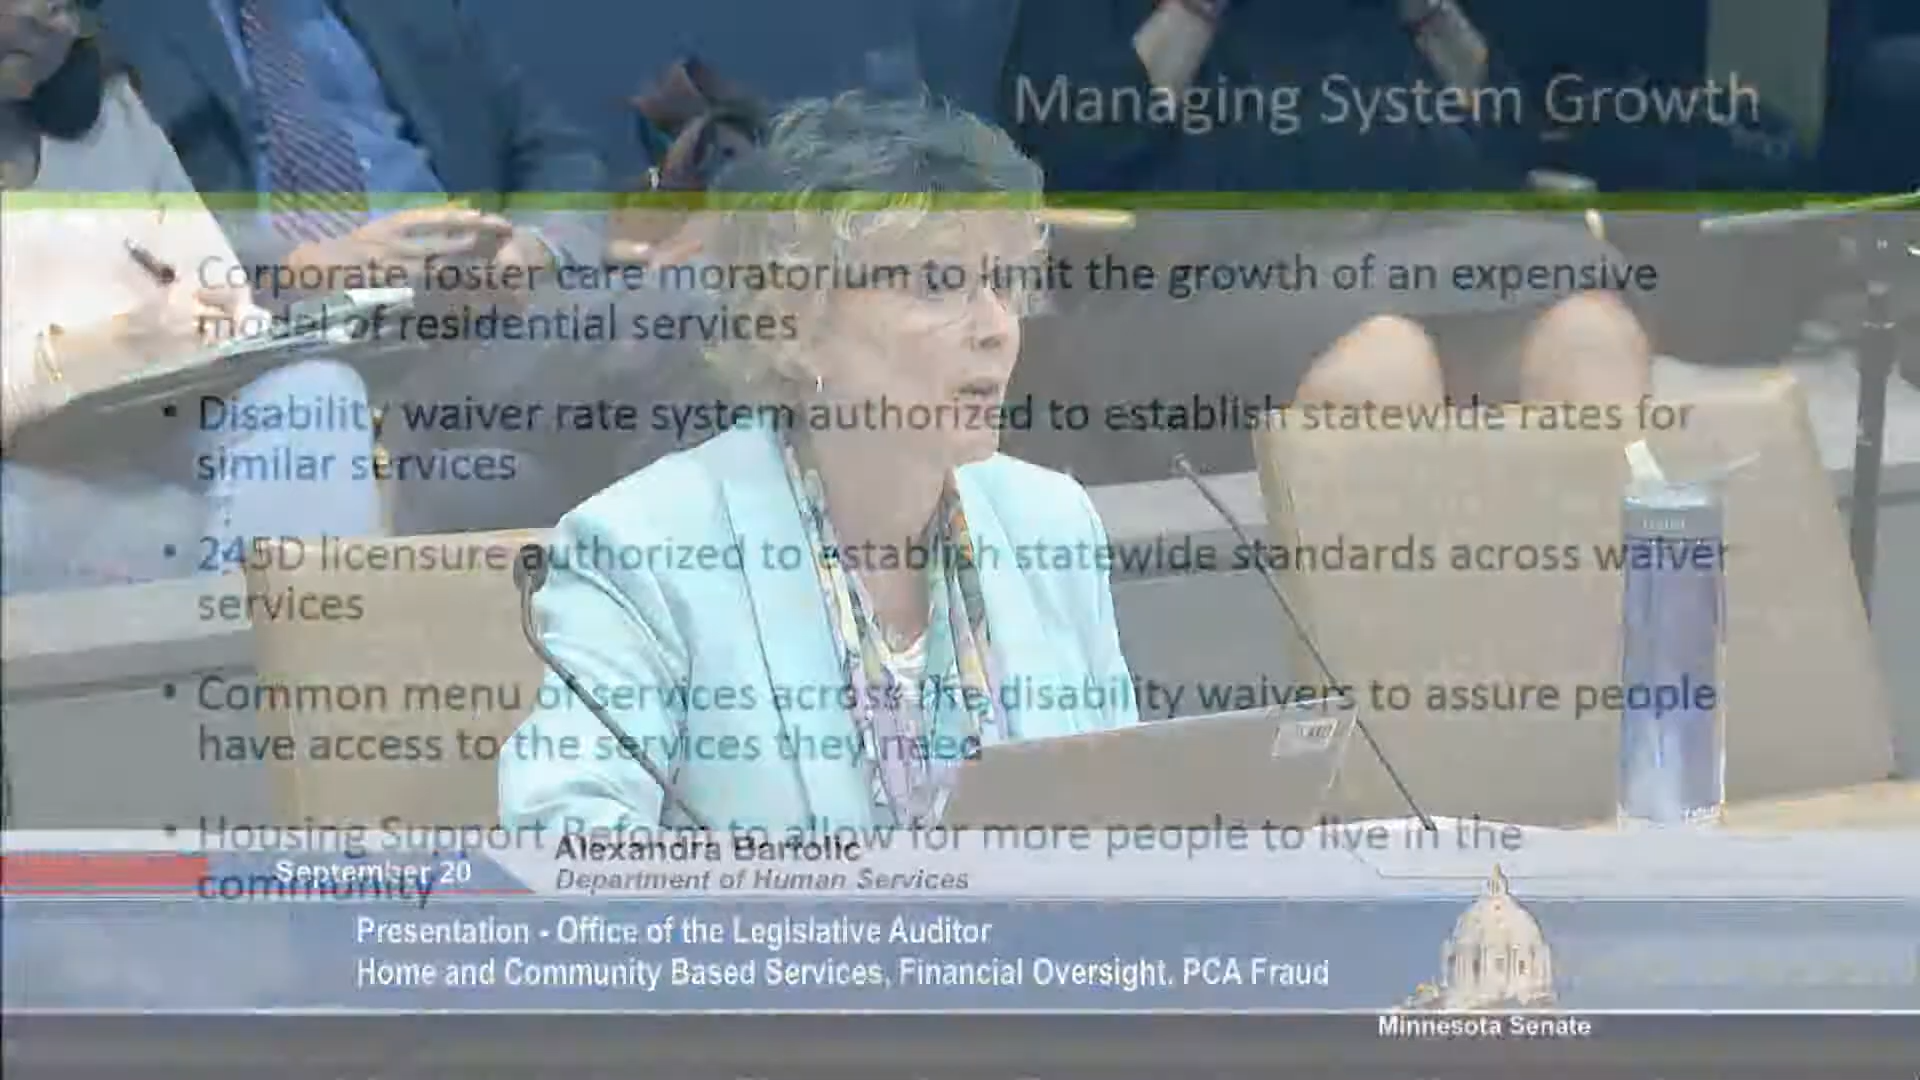 Managing System Growth
Corporate foster care moratorium to limit the growth of an expensive
model of residential services
• Disability waiver rate system authorized to establish statewide rates for
similar services
• 245D licensure authorized to establish statewide standards across waiver
services
• Common menu of services across the disability waivers to assure people
have access to the services they need
• Housing Support Reform to allow for more people to live in the
community
September 20
Alexandra Bartolic
Department of Human Services
Presentation - Office of the Legislative Auditor
Home and Community Based Services, Financial Oversight, PCA Fraud
Minnesota Senate